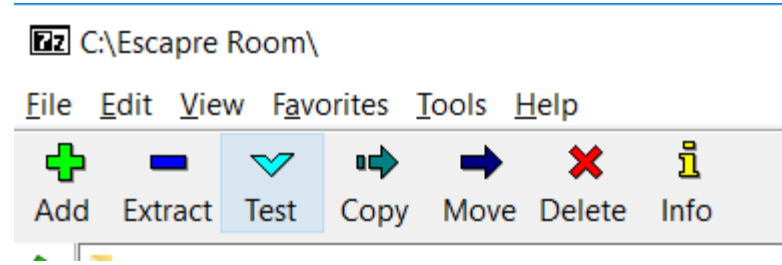 7z C:\Escapre Room\
File Edit View Favorites Tools Help
Add Extract Test Copy Move Delete Info